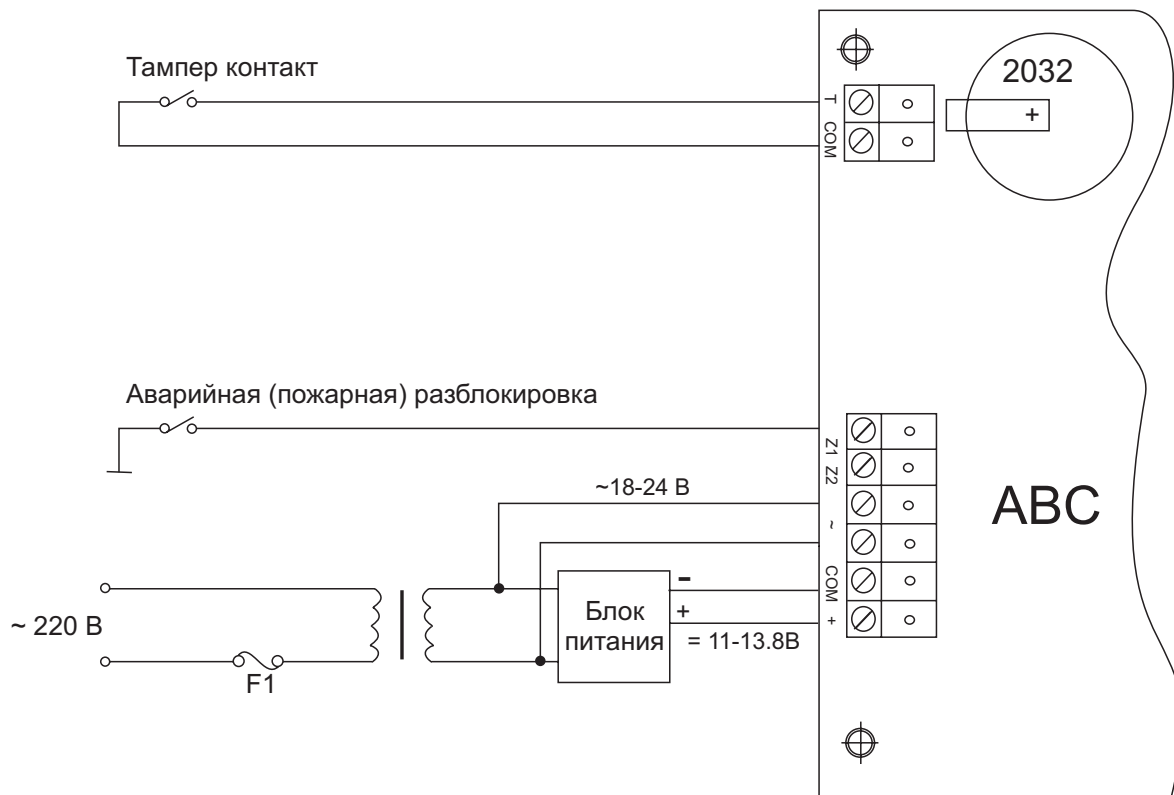 Тампер контакт
2032
+
T
COM
Аварийная (пожарная) разблокировка
Z1 Z2
~18-24 В
ABC
~
COM
+
-
+
Блок
питания
= 11-13.8В
~ 220 В
F1